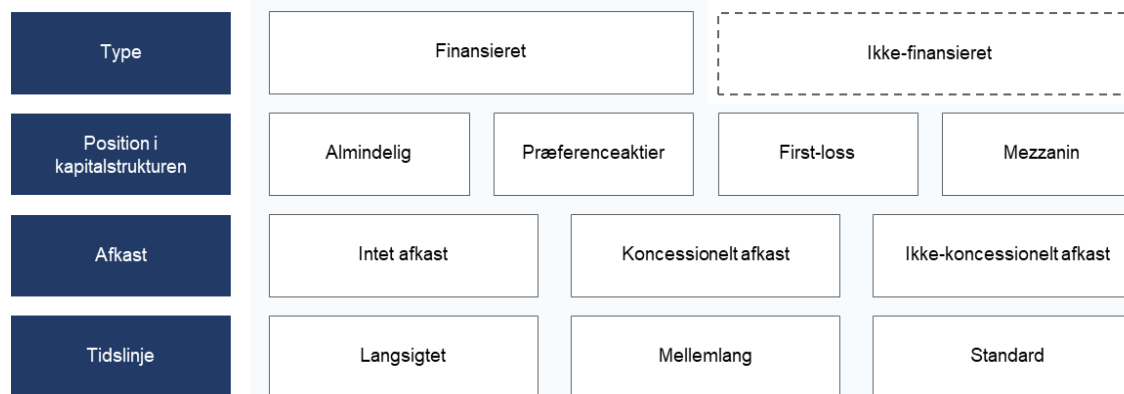 Type
Finansieret
Ikke-finansieret
Position i
kapitalstrukturen
Almindelig
Præferenceaktier
First-loss
Mezzanin
Afkast
Intet afkast
Koncessionelt afkast
Ikke-koncessionelt afkast
Tidslinje
Langsigtet
Mellemlang
Standard